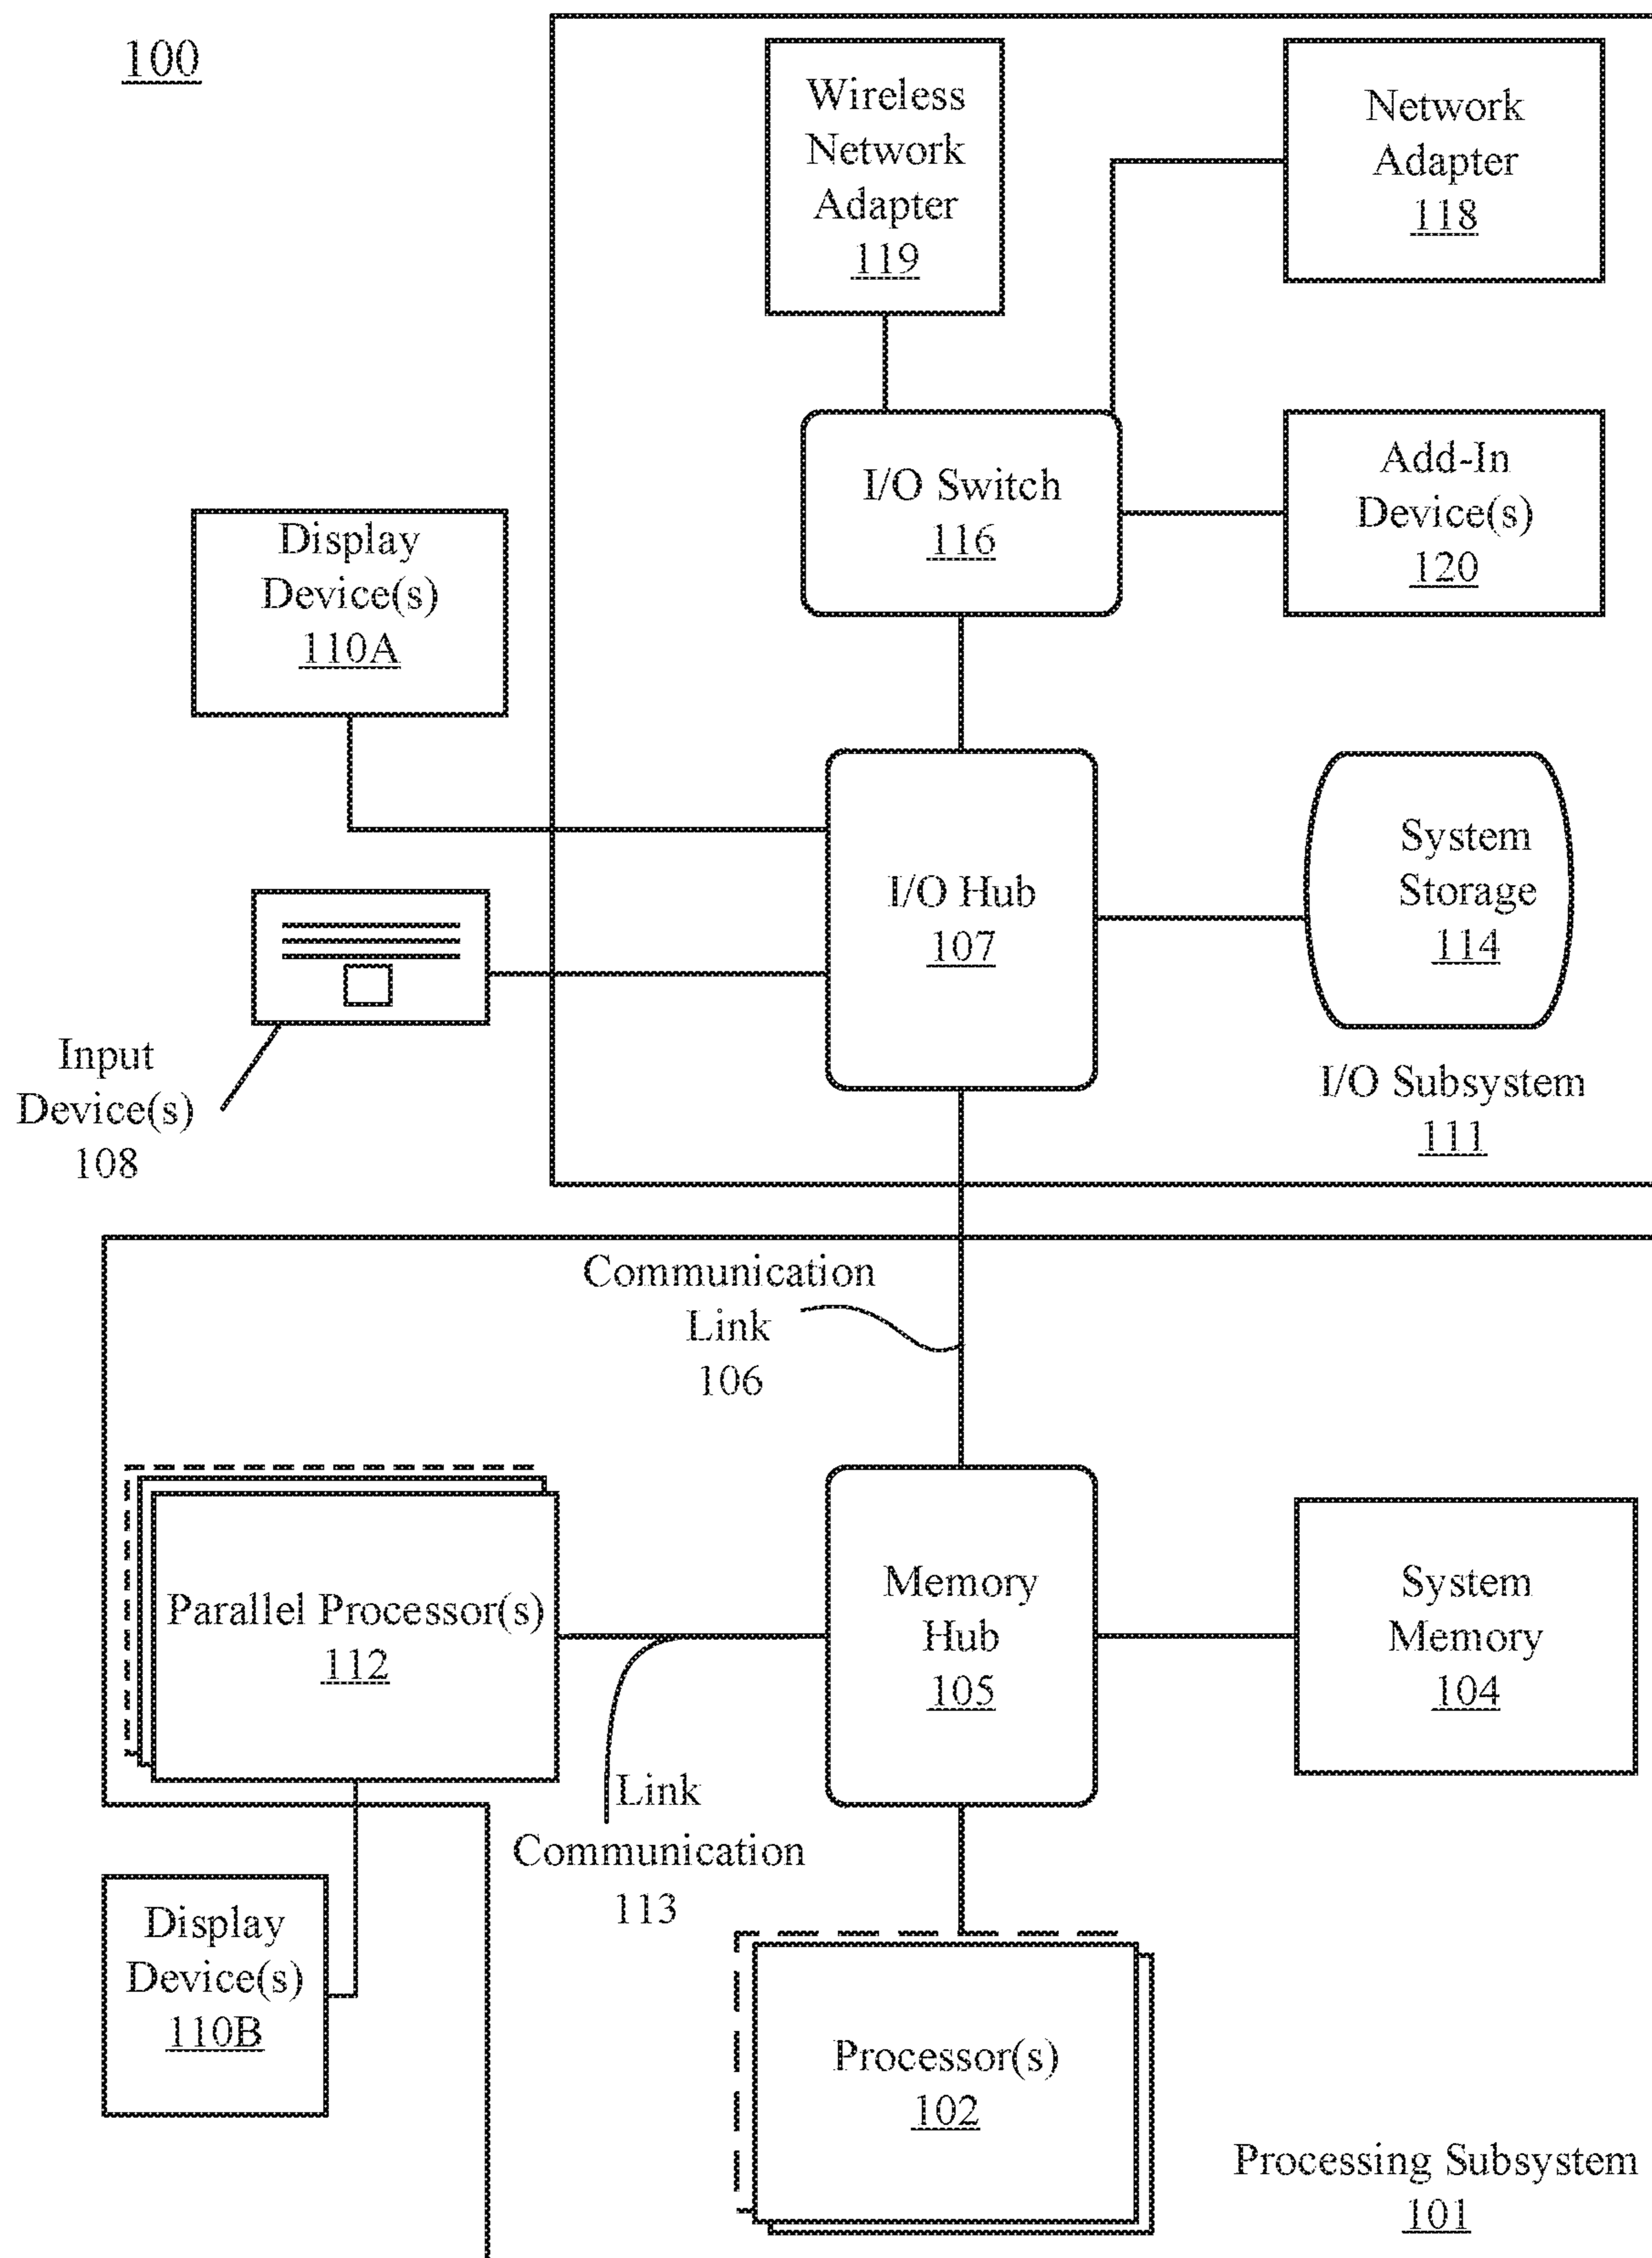 100
Wireless
Network
Adapter
119
Network
Adapter
118
I/O Switch
116
Add-In
Device(s)
120
Display
Device(s)
110A
I/O Hub
107
System
Storage
114
Input
Device(s)
108
I/O Subsystem
111
Communication
Link
106
Parallel Processor(s)
112
Memory
Hub
105
System
Memory
104
Link
Communication
113
Display
Device(s)
110B
Processor(s)
102
Processing Subsystem
101